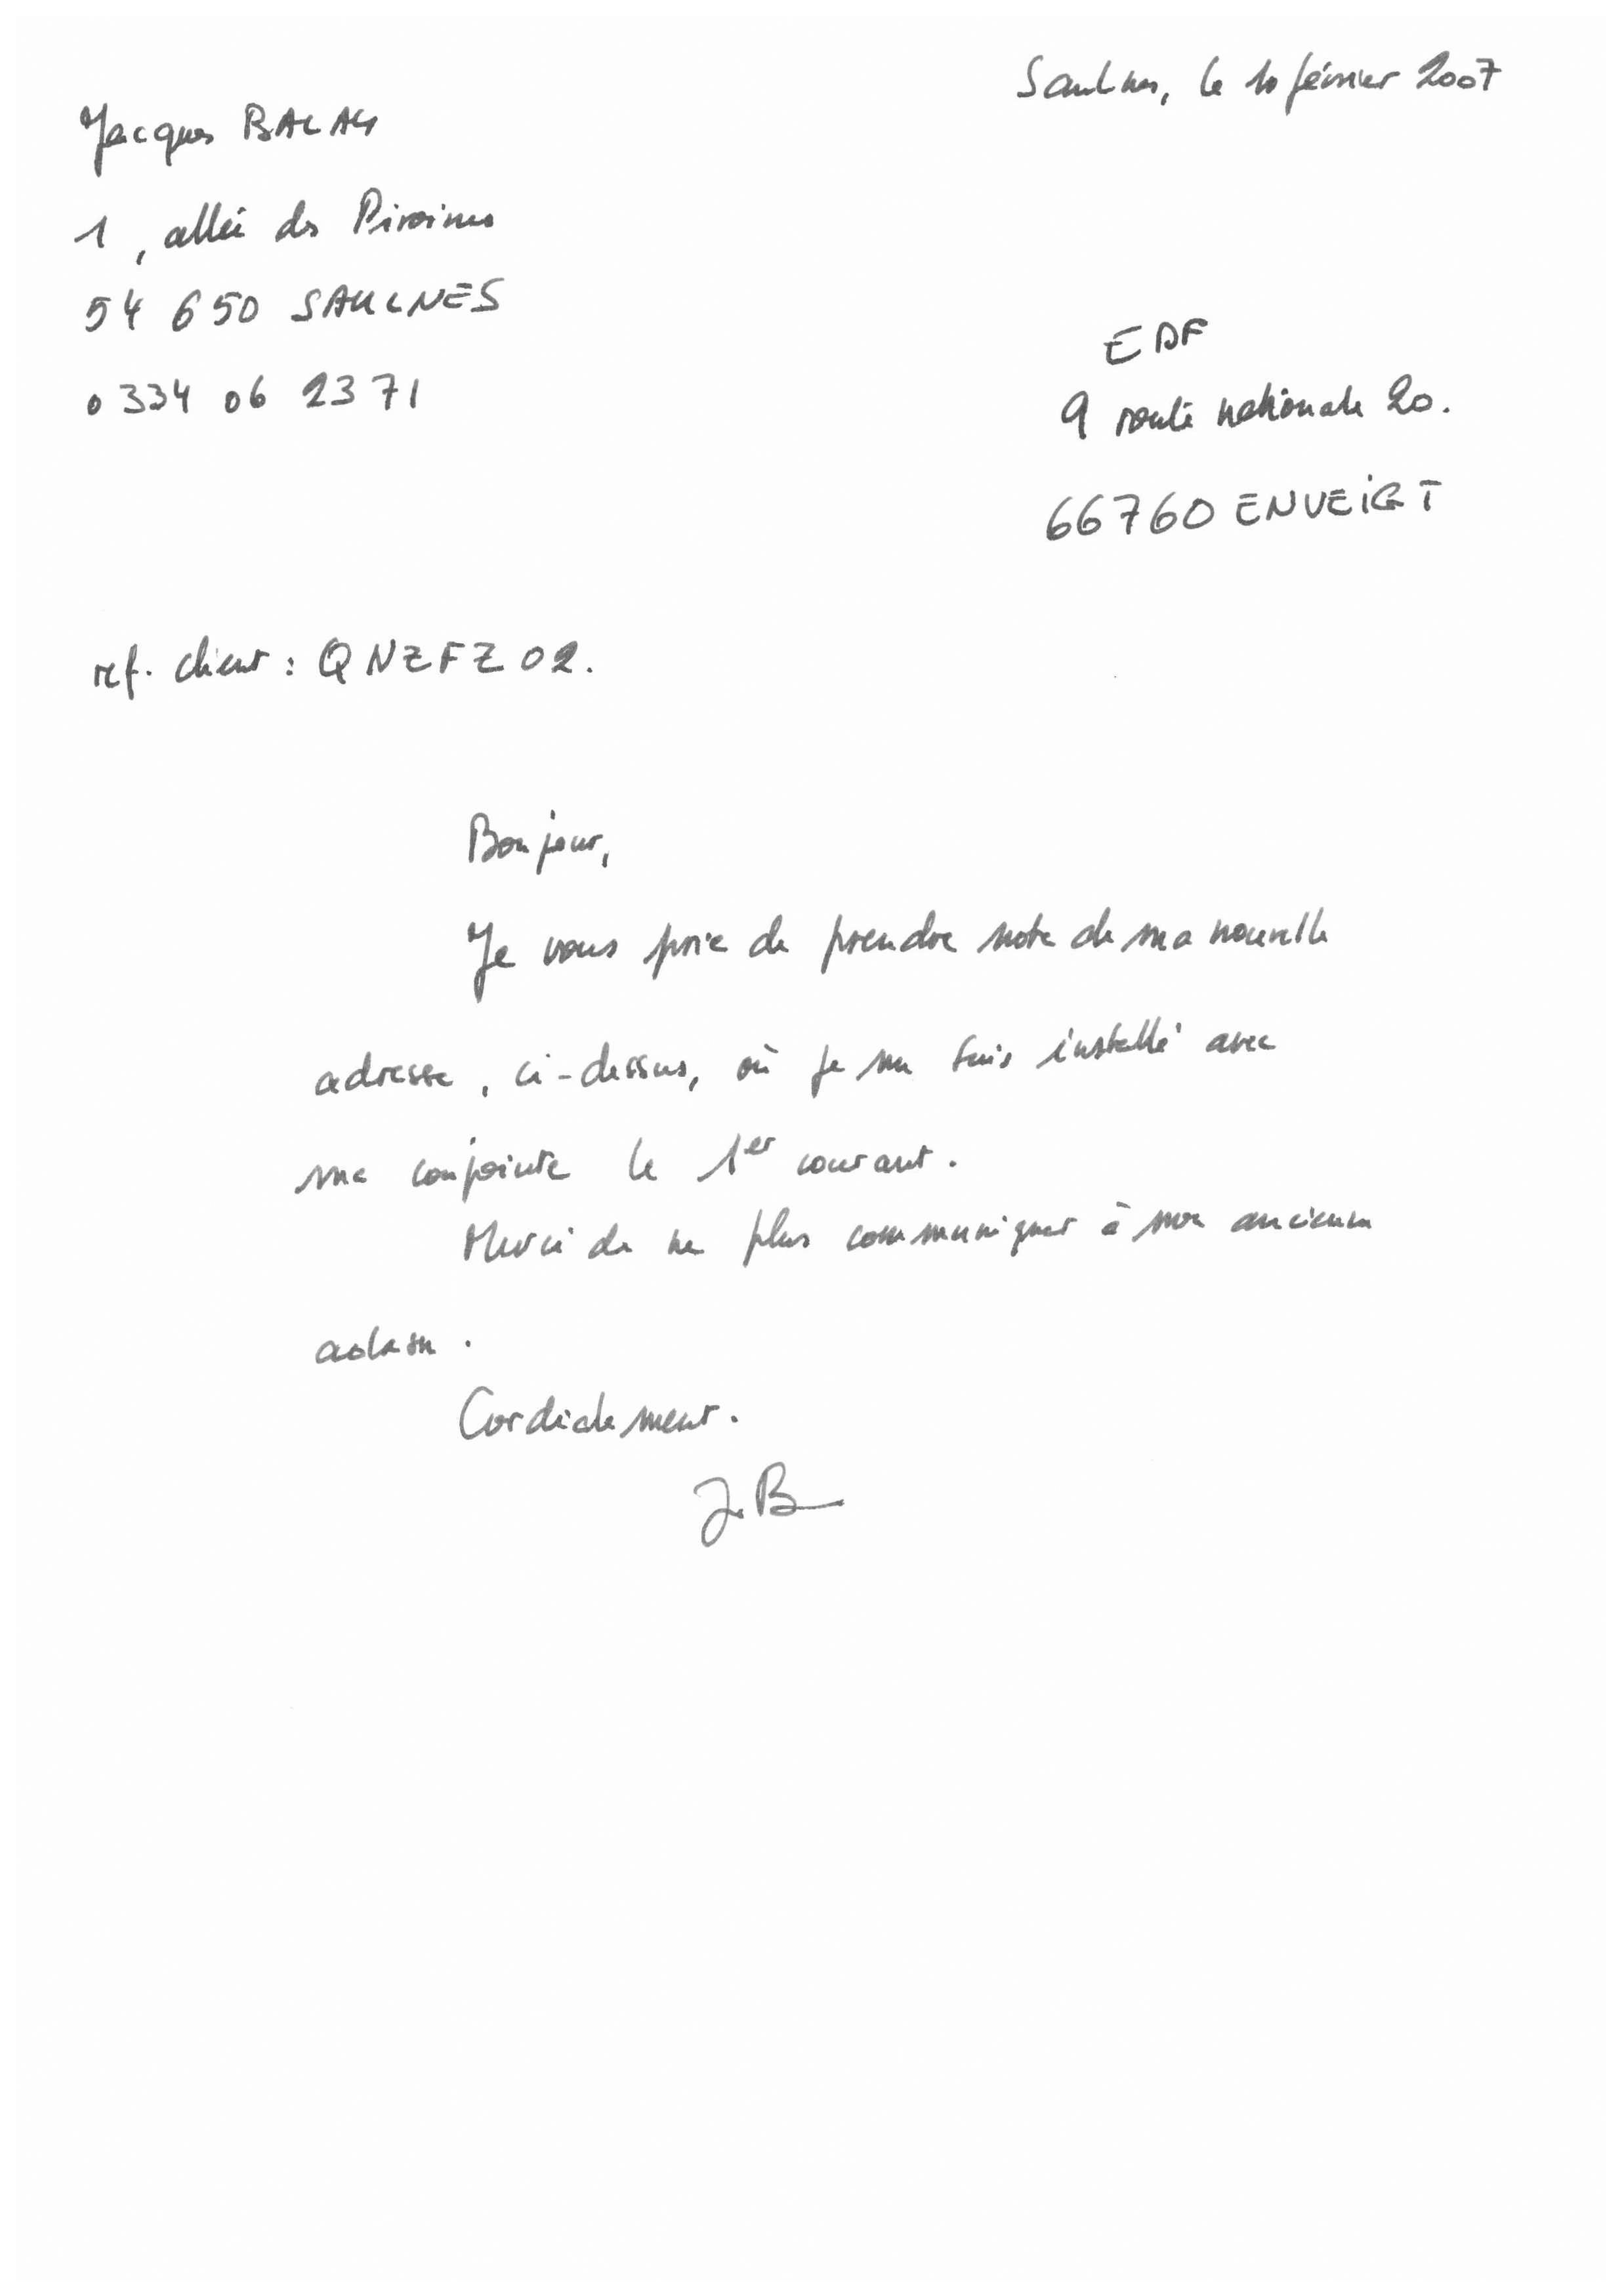 Saulnes, le 10 février 2007
Jacques BALAY
1, allée des Pivoines
54 650 SAULNES
0334 06 2371
EDF
9 route nationale 20.
66760 ENVEIGT
ref. client : QNZFZ02.
Bonjour,
Je vous prie de prendre note de ma nouvelle
adresse, ci-dessus, où je me suis installé avec
ma conjointe le 1er courant.
Merci de ne plus communiquer à mon ancienne
adresse.
Cordialement.
J.B